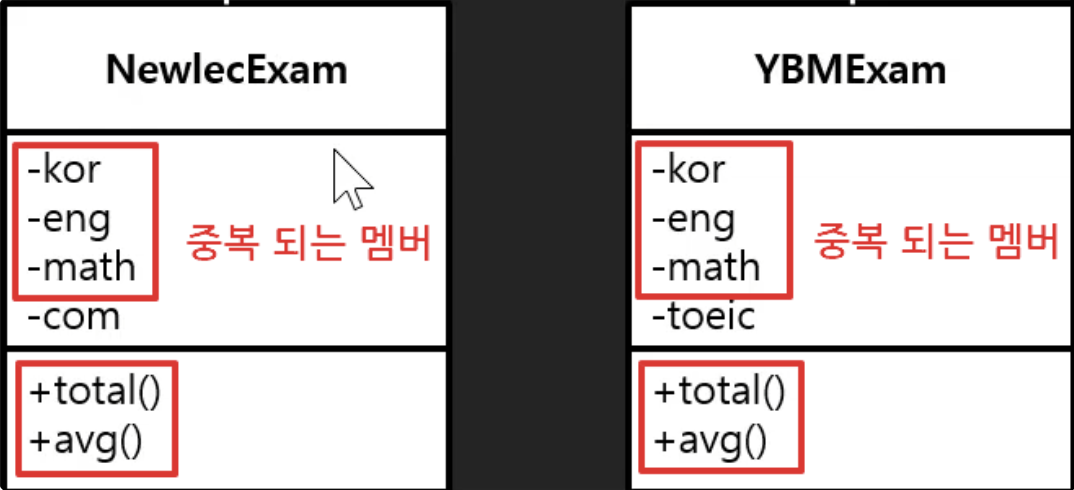 NewlecExam
-kor
-eng
-math
중복 되는 멤버
-com
+total()
+avg()
YBMExam
-kor
-eng
-math
중복 되는 멤버
-toeic
+total()
+avg()